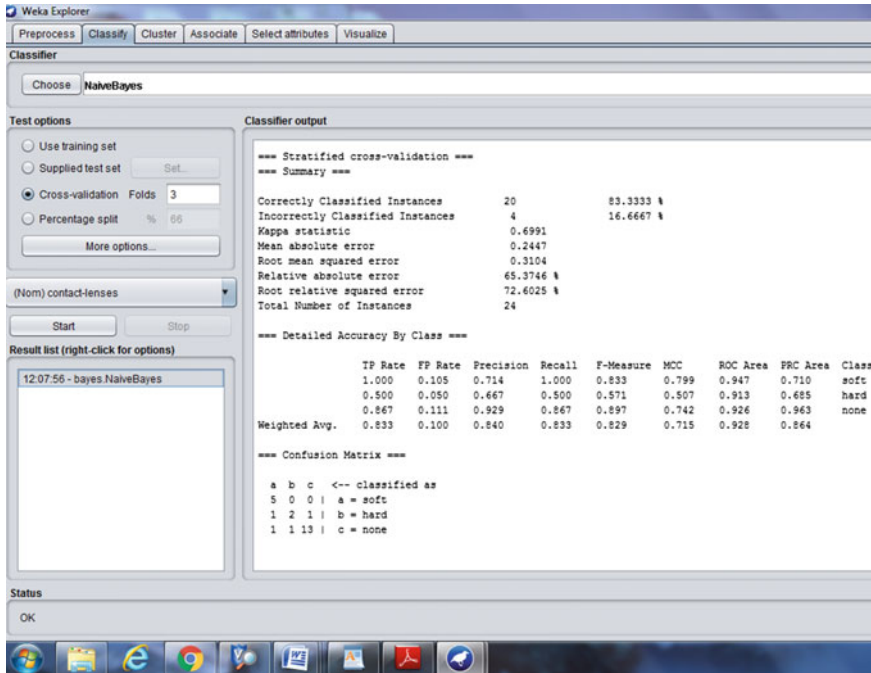 Weka Explorer
Preprocess Classify Cluster Associate Select attributes Visualize
Classifier
Choose NaiveBayes
Test options
Use training set
Supplied test set Set...
Cross-validation Folds 3
Percentage split % 66
More options...
(Nom) contact-lenses
Start Stop
Result list (right-click for options)
12:07:56 - bayes.NaiveBayes
Classifier output
=== Stratified cross-validation ===
=== Summary ===
Correctly Classified Instances 20 83.3333 %
Incorrectly Classified Instances 4 16.6667 %
Kappa statistic 0.6991
Mean absolute error 0.2447
Root mean squared error 0.3104
Relative absolute error 65.3746 %
Root relative squared error 72.6025 %
Total Number of Instances 24
=== Detailed Accuracy By Class ===
TP Rate FP Rate Precision Recall F-Measure MCC ROC Area PRC Area Class
1.000 0.105 0.714 1.000 0.833 0.799 0.947 0.710 soft
0.500 0.050 0.667 0.500 0.571 0.507 0.913 0.685 hard
0.867 0.111 0.929 0.867 0.897 0.742 0.926 0.963 none
Weighted Avg. 0.833 0.100 0.840 0.833 0.829 0.715 0.928 0.864
=== Confusion Matrix ===
a b c <-- classified as
5 0 0 | a = soft
1 2 1 | b = hard
1 1 13 | c = none
Status
OK